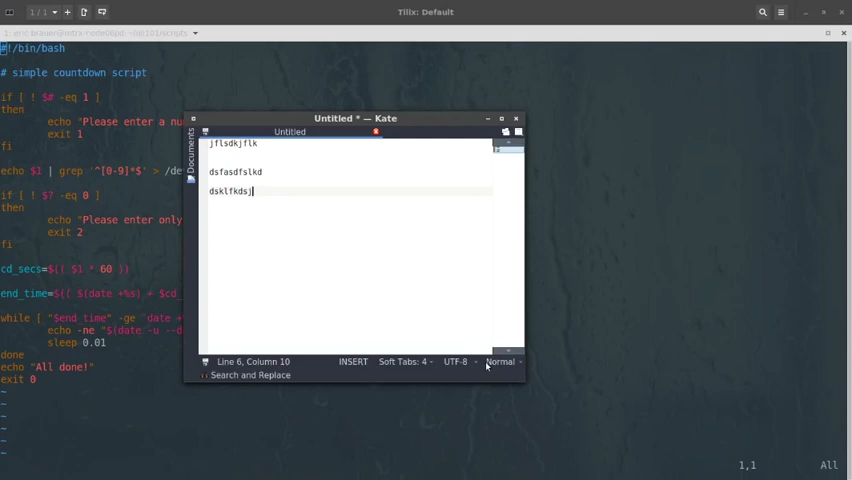 Tilix: Default
1 / 1
#!/bin/bash
# simple countdown script
if [ ! $# -eq 1 ]
then
echo "Please enter a nu
exit 1
fi
echo $1 | grep '^[0-9]*$' > /de
if [ ! $? -eq 0 ]
then
echo "Please enter only
exit 2
fi
cd_secs=$(( $1 * 60 ))
end_time=$(( $(date +%s) + $cd_
while [ "$end_time" -ge `date +
echo -ne "$(date -u --d
sleep 0.01
done
echo "All done!"
exit 0
~
~
~
~
~
~
1,1
All
Untitled * — Kate
Untitled
Documents
jflsdkjflk
dsfasdfslkd
dsklfkdsj
Line 6, Column 10
INSERT
Soft Tabs: 4
UTF-8
Normal
Search and Replace